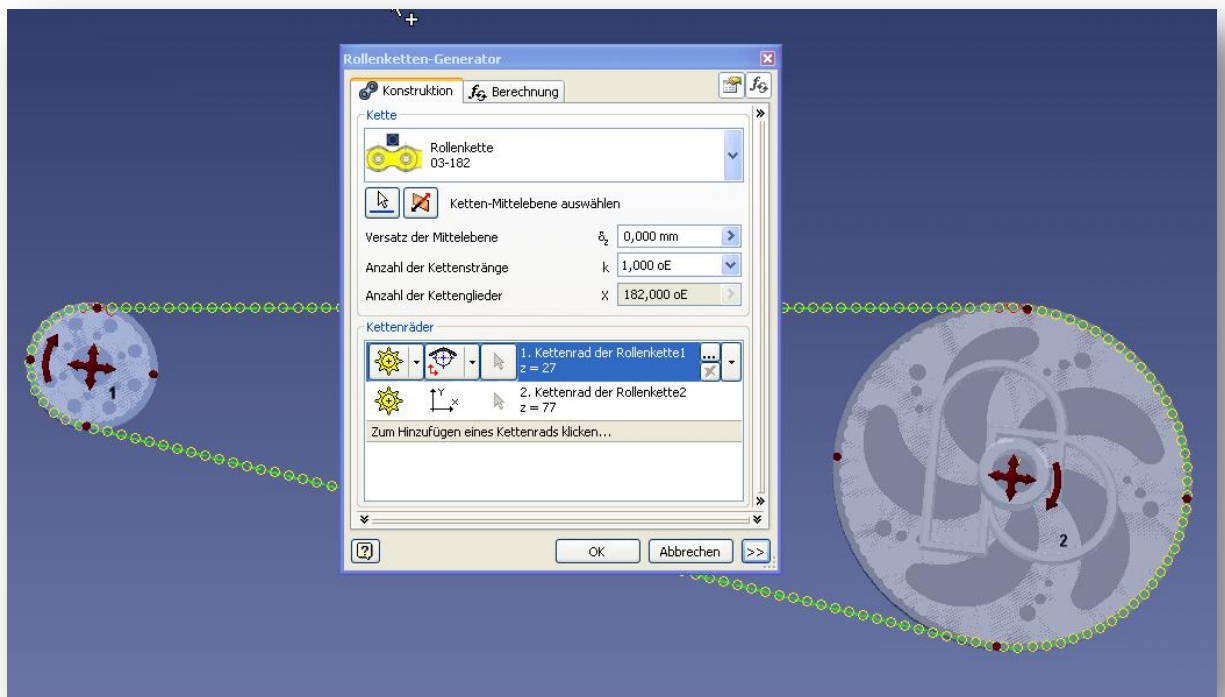 Rollenketten-Generator
Konstruktion
Berechnung
Kette
Rollenkette
03-182
Ketten-Mittelebene auswählen
Versatz der Mittelebene δz 0,000 mm
Anzahl der Kettenstränge k 1,000 oE
Anzahl der Kettenglieder X 182,000 oE
Kettenräder
1. Kettenrad der Rollenkette1
z = 27
2. Kettenrad der Rollenkette2
z = 77
Zum Hinzufügen eines Kettenrads klicken...
OK
Abbrechen
>>
1
2